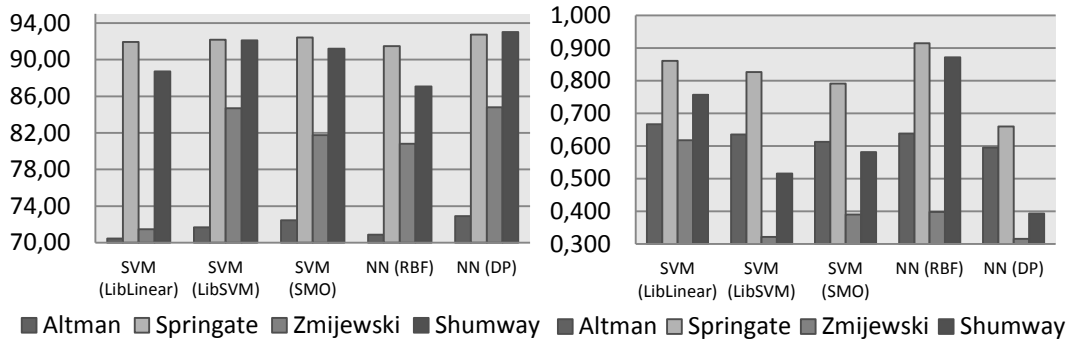 94,00
90,00
86,00
82,00
78,00
74,00
70,00
SVM (LibLinear)
SVM (LibSVM)
SVM (SMO)
NN (RBF)
NN (DP)
Altman Springate Zmijewski Shumway
1,000
0,900
0,800
0,700
0,600
0,500
0,400
0,300
SVM (LibLinear)
SVM (LibSVM)
SVM (SMO)
NN (RBF)
NN (DP)
Altman Springate Zmijewski Shumway